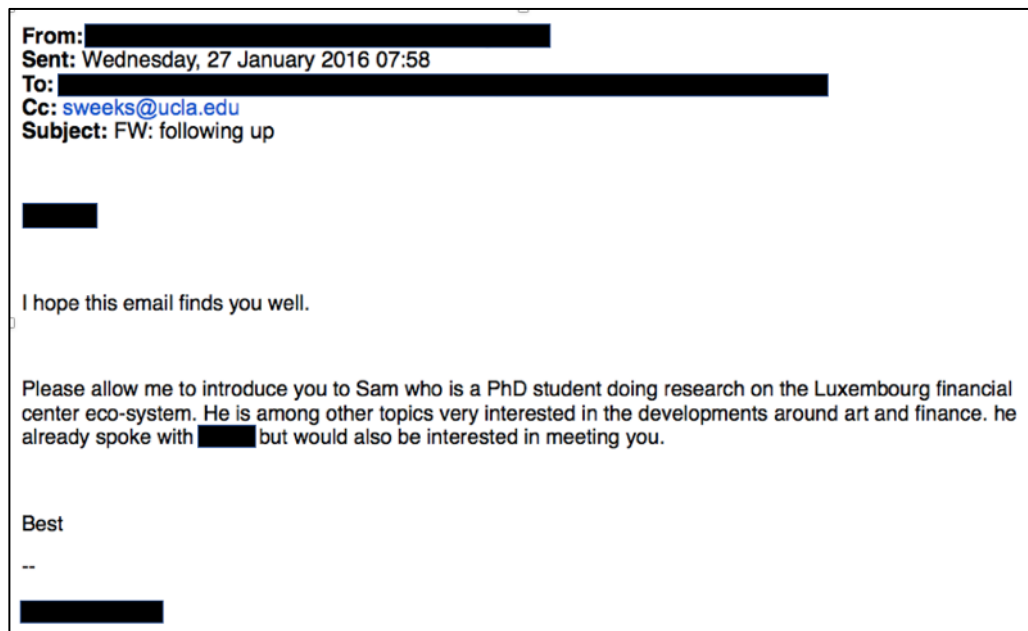 From:
Sent: Wednesday, 27 January 2016 07:58
To:
Cc: sweeks@ucla.edu
Subject: FW: following up
I hope this email finds you well.
Please allow me to introduce you to Sam who is a PhD student doing research on the Luxembourg financial
center eco-system. He is among other topics very interested in the developments around art and finance. he
already spoke with but would also be interested in meeting you.
Best
--